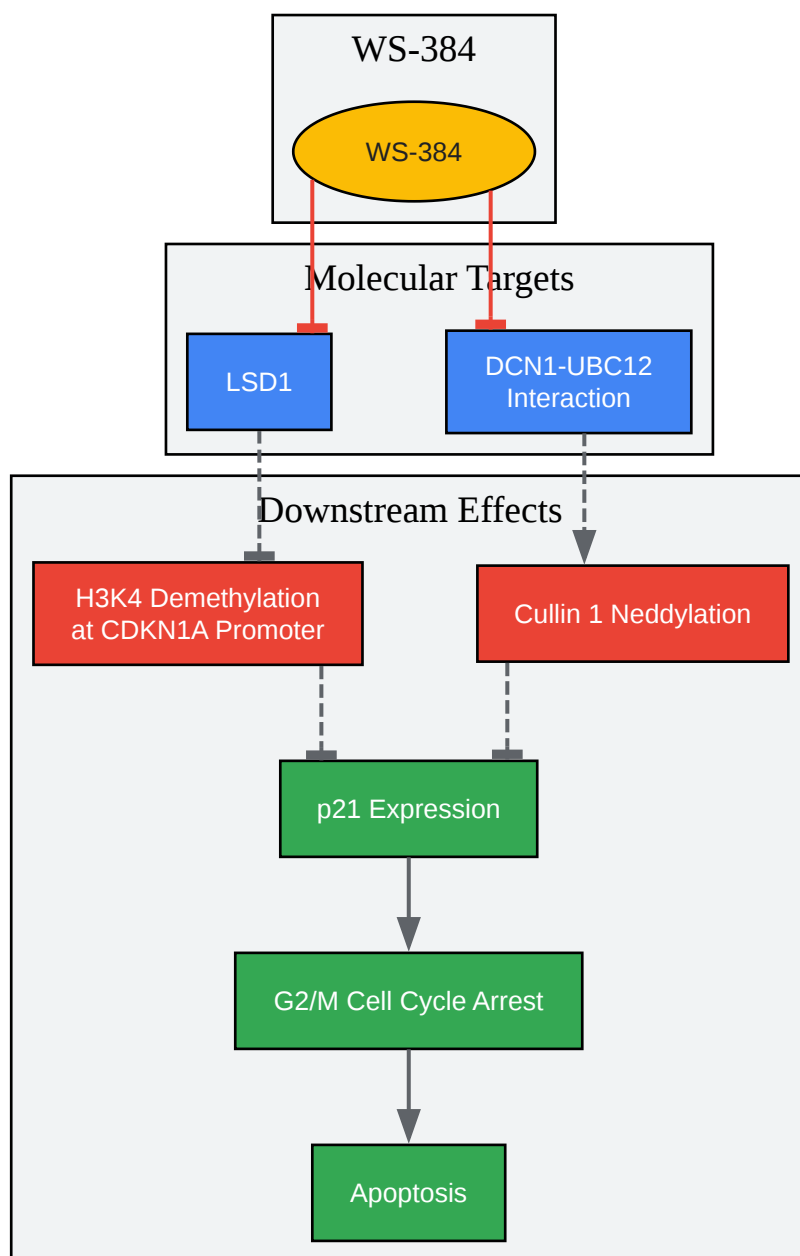 WS-384
WS-384
Molecular Targets
LSD1
DCN1-UBC12
Interaction
Downstream Effects
H3K4 Demethylation
at CDKN1A Promoter
Cullin 1 Neddylation
p21 Expression
G2/M Cell Cycle Arrest
Apoptosis